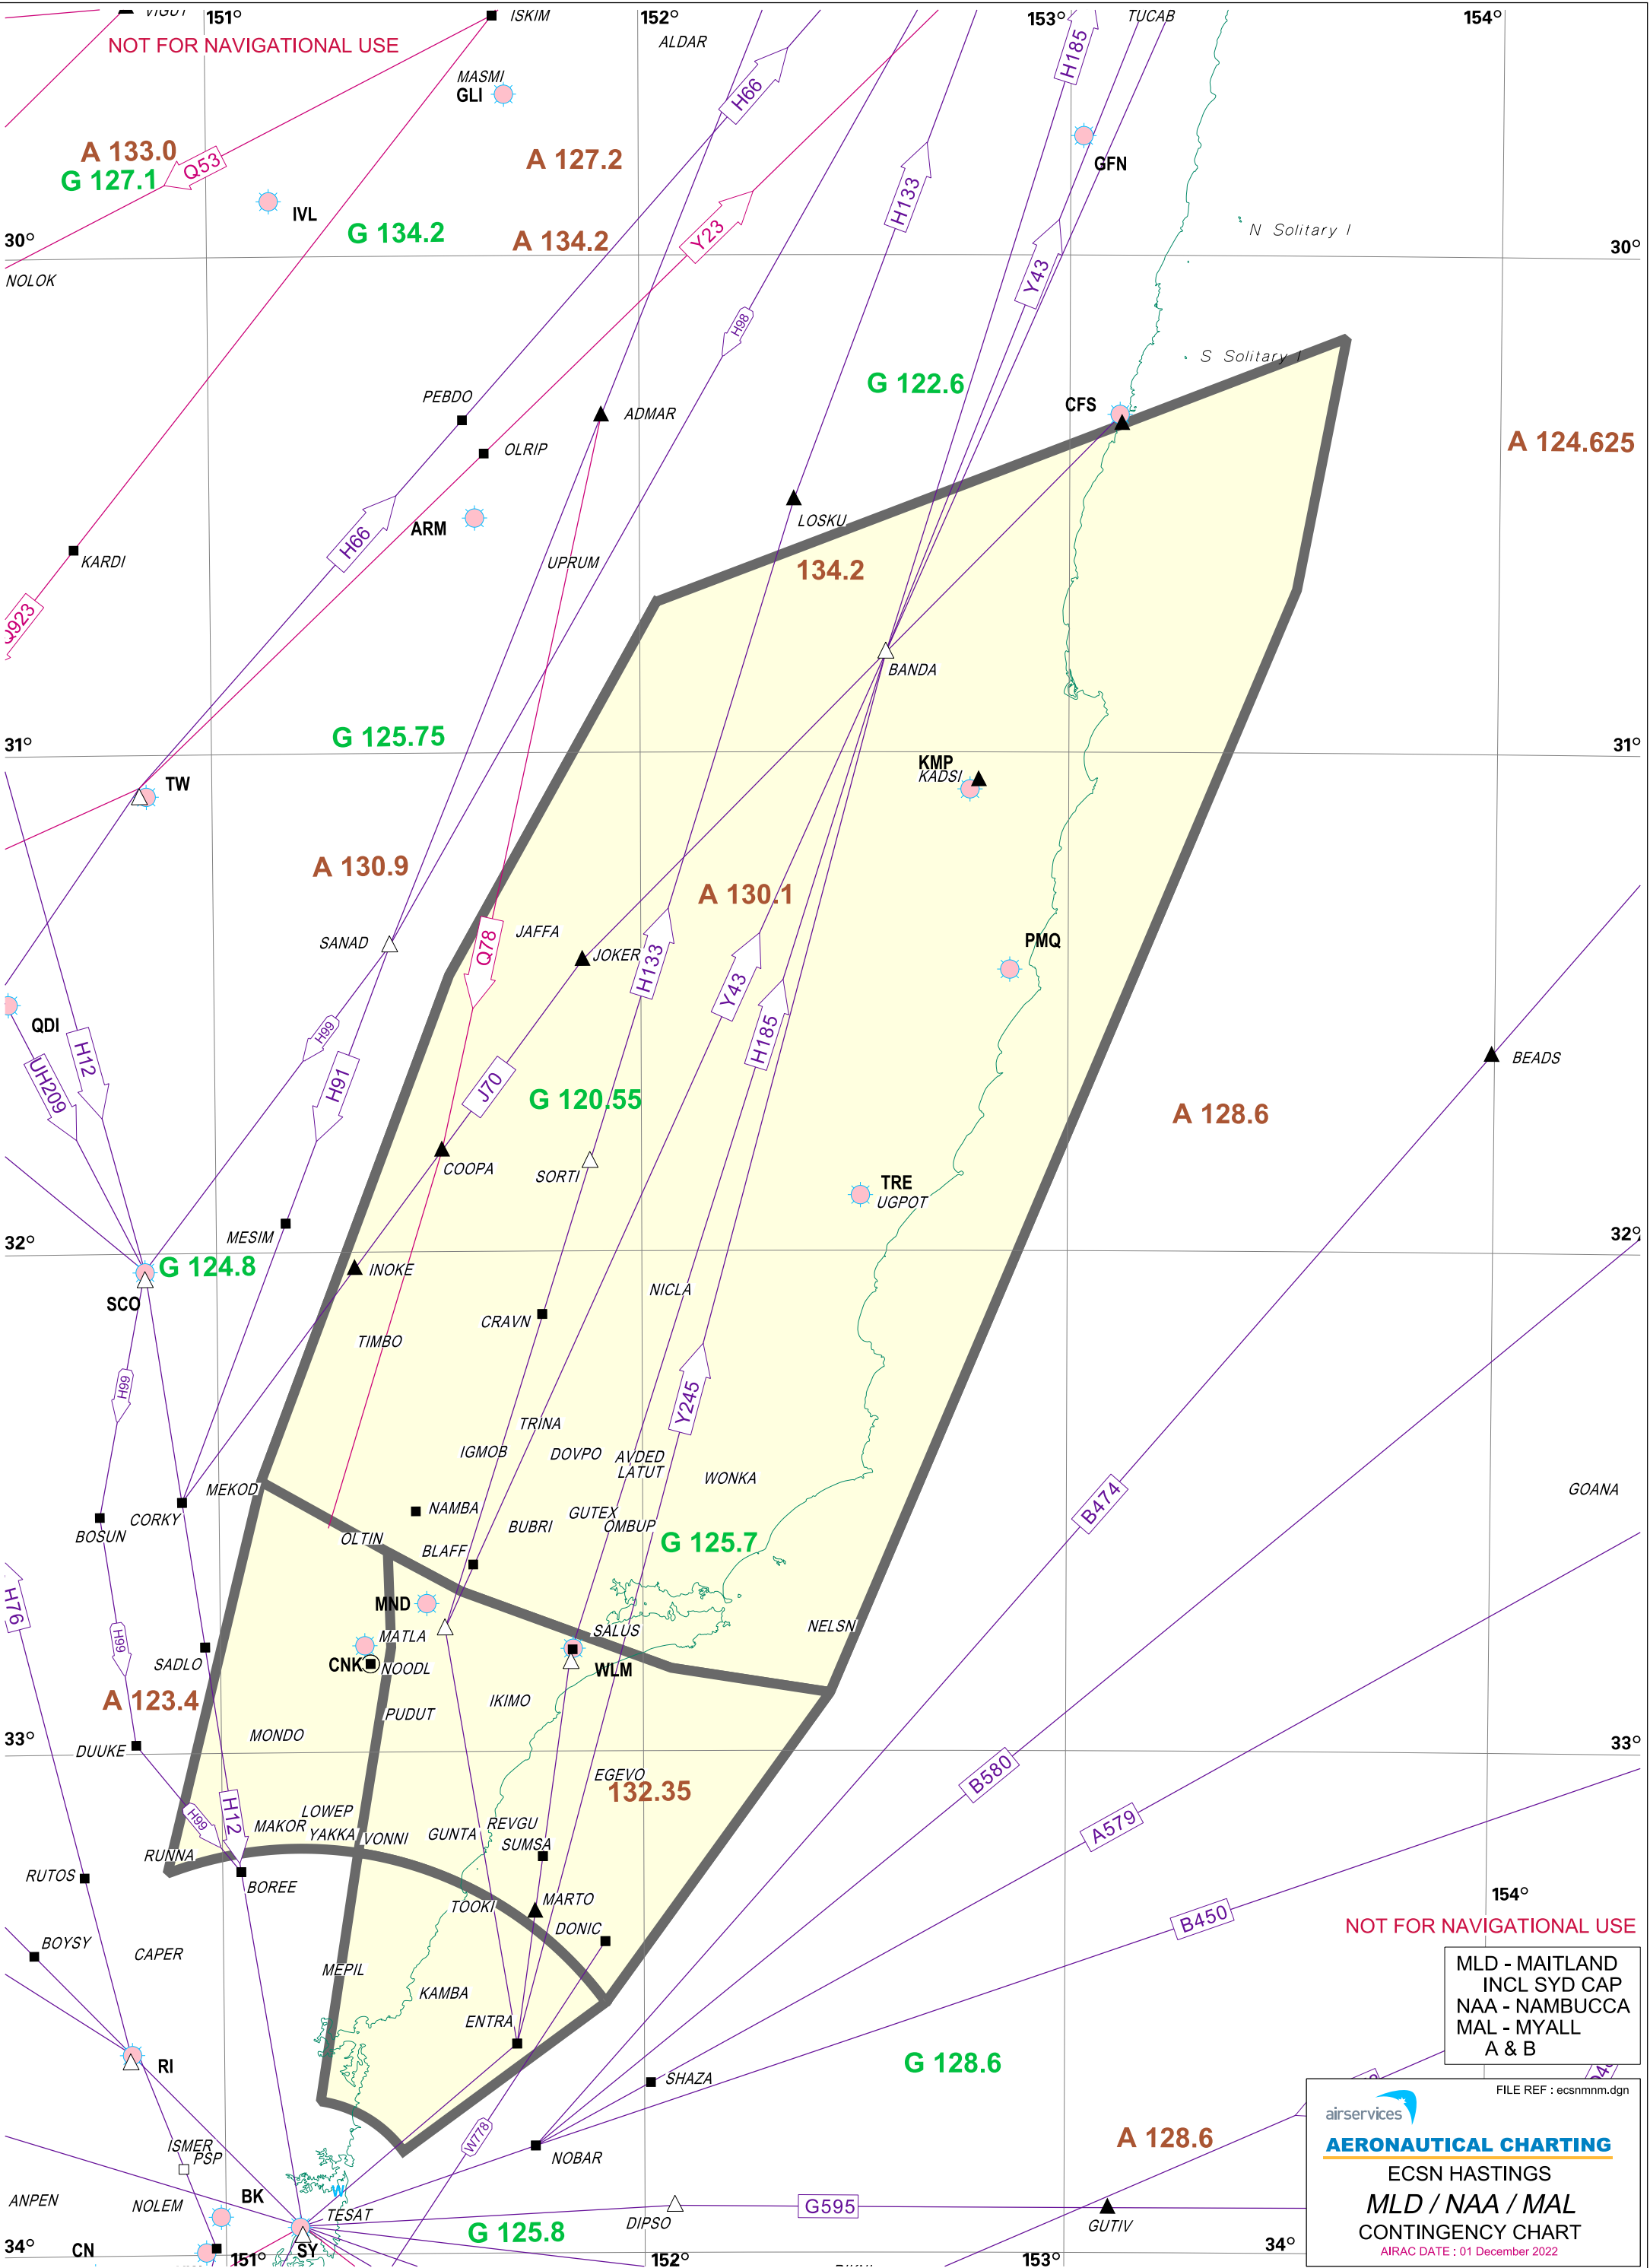 VIGUT
151°
ISKIM
152°
153°
TUCAB
154°
NOT FOR NAVIGATIONAL USE
ALDAR
H185
MASMI
GLI
H66
GFN
A 133.0
Q53
A 127.2
G 127.1
IVL
H133
G 134.2
A 134.2
Y23
N Solitary I
30°
30°
NOLOK
Y43
H98
S Solitary I
G 122.6
PEBDO
ADMAR
CFS
A 124.625
OLRIP
ARM
LOSKU
H66
KARDI
UPRUM
134.2
Q923
BANDA
G 125.75
31°
31°
KMP
KADSI
TW
A 130.9
A 130.1
SANAD
JAFFA
Q78
JOKER
H133
PMQ
Y43
QDI
H99
H185
H12
UH209
H91
J70
G 120.55
BEADS
A 128.6
COOPA
SORTI
TRE
UGPOT
MESIM
32°
32°
G 124.8
INOKE
SCO
NICLA
CRAVN
TIMBO
H99
Y245
TRINA
IGMOB
DOVPO
AVDED
LATUT
WONKA
MEKOD
GOANA
B474
CORKY
NAMBA
GUTEX
BOSUN
BUBRI
OMBUP
OLTIN
BLAFF
G 125.7
H76
MND
H99
MATLA
SALUS
NELSN
SADLO
CNK
NOODL
WLM
A 123.4
PUDUT
IKIMO
MONDO
DUUKE
33°
33°
EGEVO
132.35
B580
H99
H12
LOWEP
MAKOR
YAKKA
VONNI
GUNTA
REVGU
SUMSA
A579
RUNNA
RUTOS
BOREE
TOOKI
MARTO
154°
DONIC
B450
NOT FOR NAVIGATIONAL USE
BOYSY
CAPER
MEPIL
KAMBA
ENTRA
MLD - MAITLAND
INCL SYD CAP
NAA - NAMBUCCA
MAL - MYALL
A & B
RI
G 128.6
SHAZA
FILE REF : ecsnmnm.dgn
airservices
W778
A 128.6
AERONAUTICAL CHARTING
ISMER
PSP
NOBAR
ECSN HASTINGS
ANPEN
NOLEM
BK
W
TESAT
MLD / NAA / MAL
G595
DIPSO
GUTIV
CONTINGENCY CHART
G 125.8
CN
SY
34°
151°
152°
153°
34°
AIRAC DATE : 01 December 2022